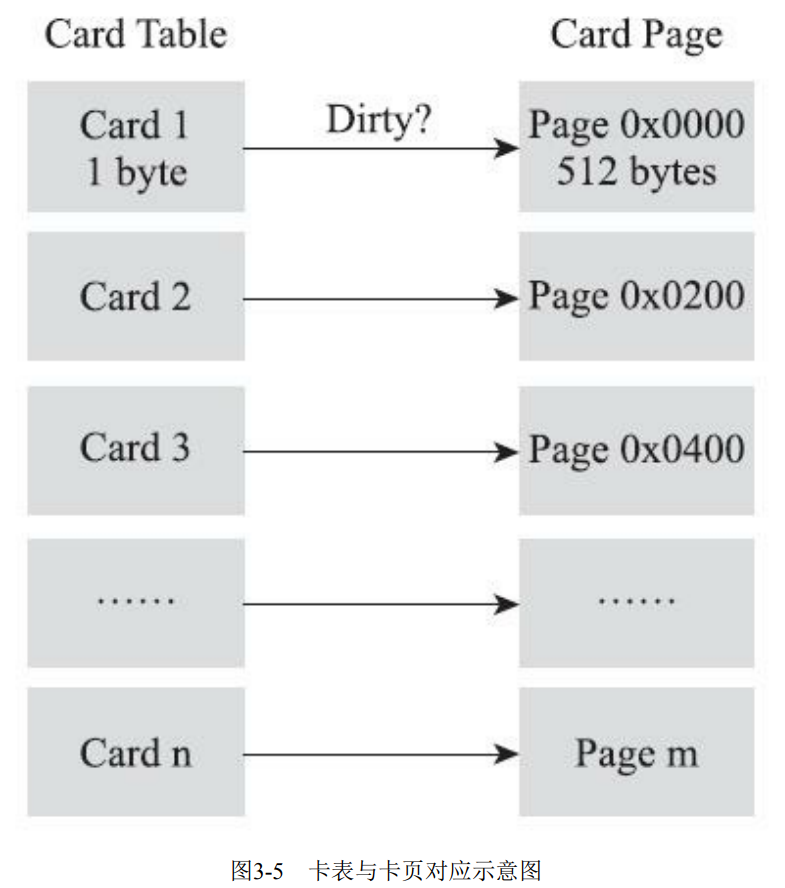 Card Table
Card Page
Card 1
1 byte
Dirty?
Page 0x0000
512 bytes
Card 2
Page 0x0200
Card 3
Page 0x0400
……
……
Card n
Page m
图3-5 卡表与卡页对应示意图